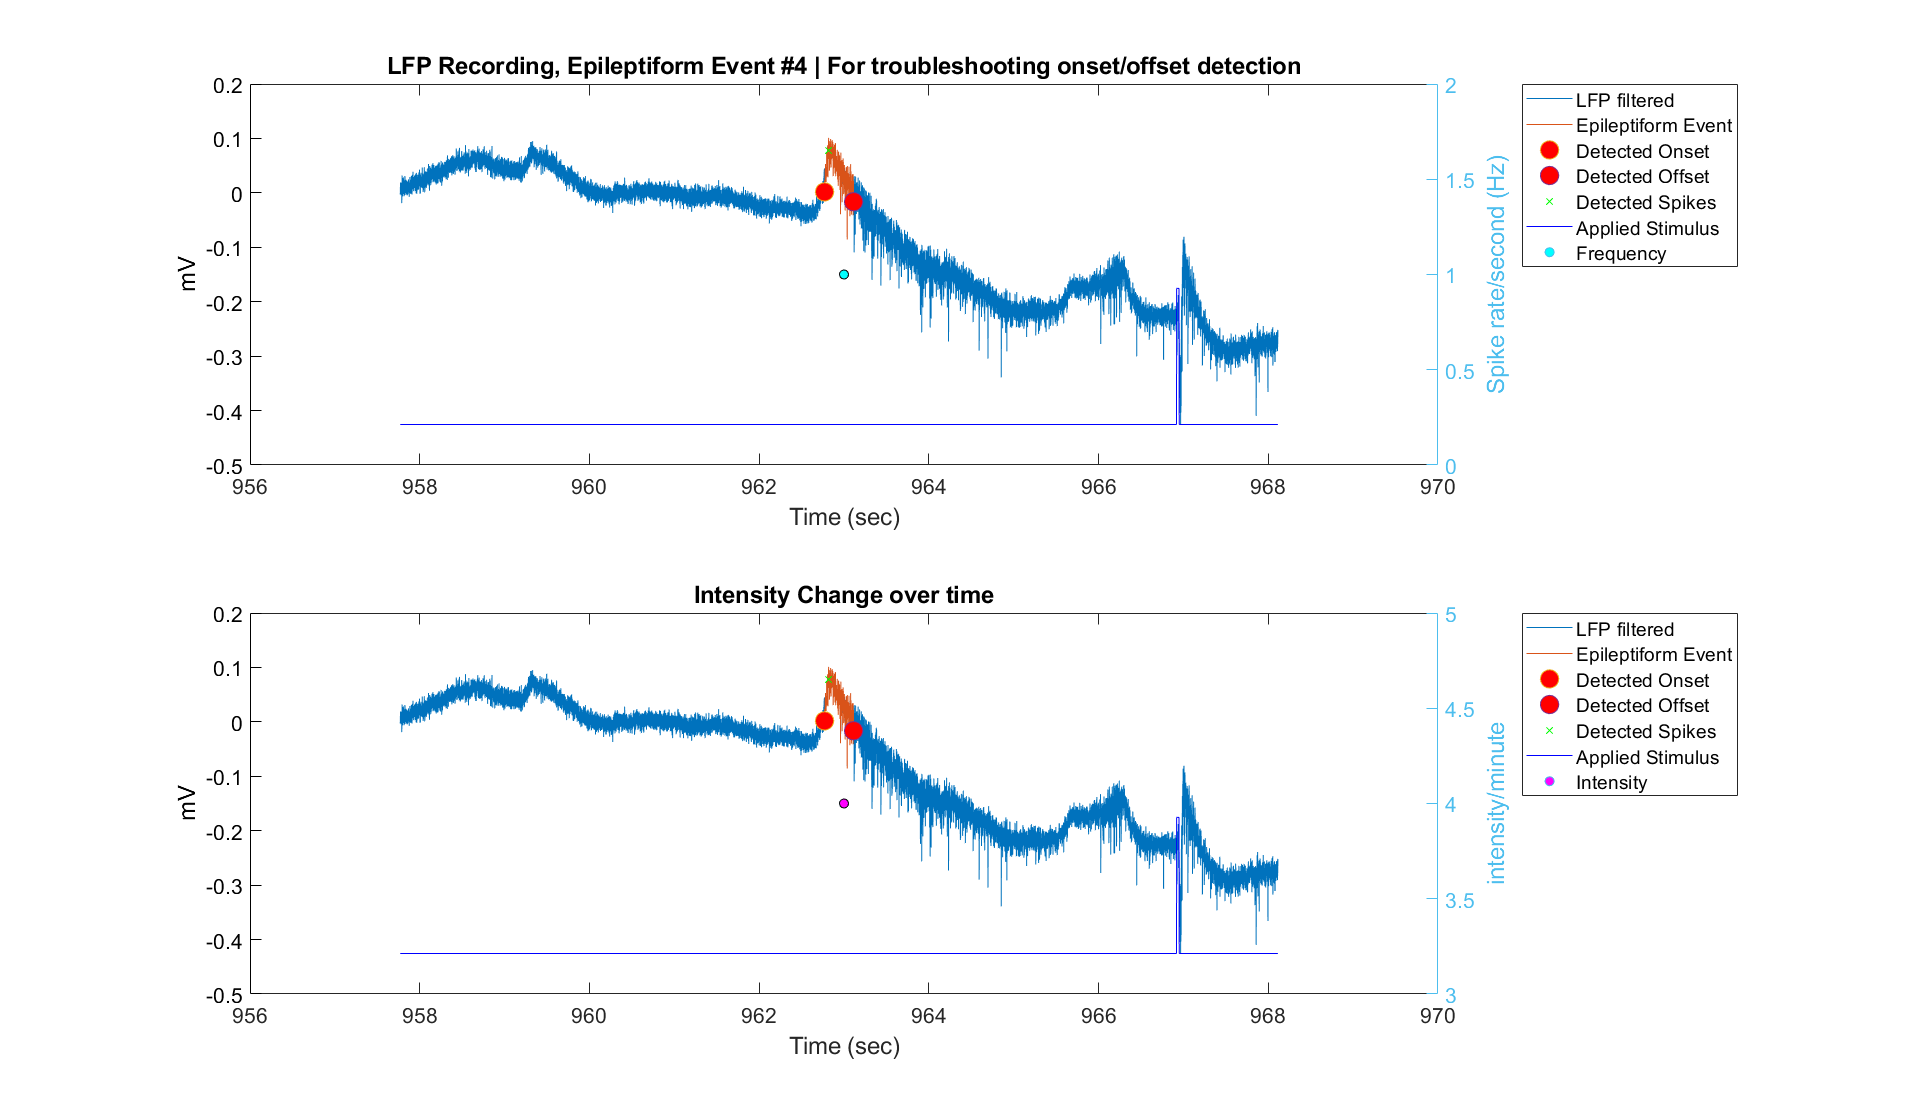 LFP Recording, Epileptiform Event #4 | For troubleshooting onset/offset detection
0.2
0.1
0
-0.1
-0.2
-0.3
-0.4
-0.5
mV
956
958
960
962
964
966
968
970
Time (sec)
2
1.5
1
0.5
0
Spike rate/second (Hz)
LFP filtered
Epileptiform Event
Detected Onset
Detected Offset
Detected Spikes
Applied Stimulus
Frequency
Intensity Change over time
0.2
0.1
0
-0.1
-0.2
-0.3
-0.4
-0.5
mV
956
958
960
962
964
966
968
970
Time (sec)
5
4.5
4
3.5
3
intensity/minute
LFP filtered
Epileptiform Event
Detected Onset
Detected Offset
Detected Spikes
Applied Stimulus
Intensity